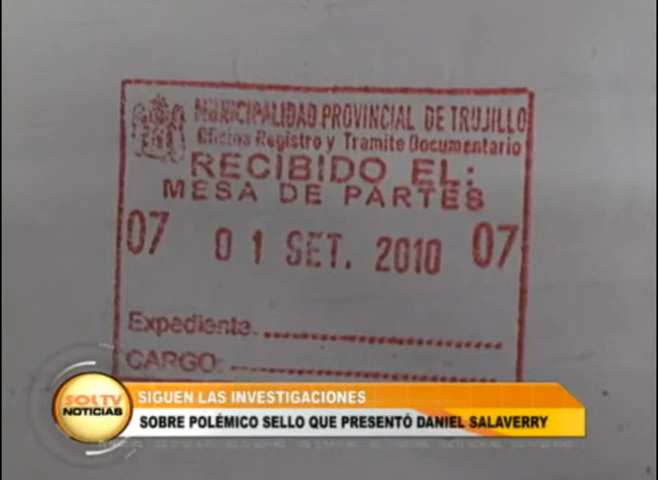 MUNICIPALIDAD PROVINCIAL DE TRUJILLO
Oficina Registro y Tramite Documentario
RECIBIDO EL:
MESA DE PARTES
07 01 SET. 2010 07
Expediente.
CARGO:
SIGUEN LAS INVESTIGACIONES
SOLTV
NOTICIAS
SOBRE POLÉMICO SELLO QUE PRESENTÓ DANIEL SALAVERRY